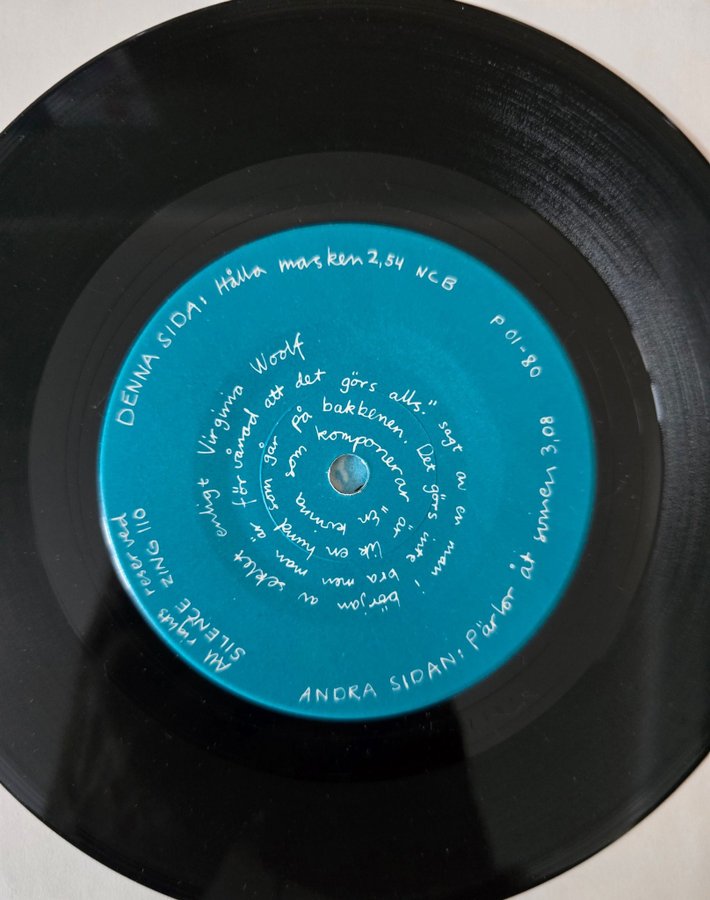 DENNA SIDA: Hålla masken 2,54 NCB
P 01-80
ANDRA SIDAN: Pärlor åt svinen 3,08
All rights reserved
SILENCE ZING 110
"En kvinna som komponerar är lik en hund som går på bakbenen. Det görs inte bra men man är förvånad att det görs alls." sagt av en man i början av seklet enligt Virginia Woolf